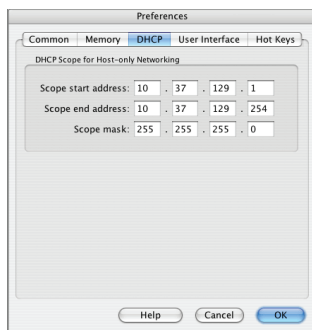 Preferences
Common Memory DHCP User Interface Hot Keys
DHCP Scope for Host-only Networking
Scope start address: 10 . 37 . 129 . 1
Scope end address: 10 . 37 . 129 . 254
Scope mask: 255 . 255 . 255 . 0
Help Cancel OK